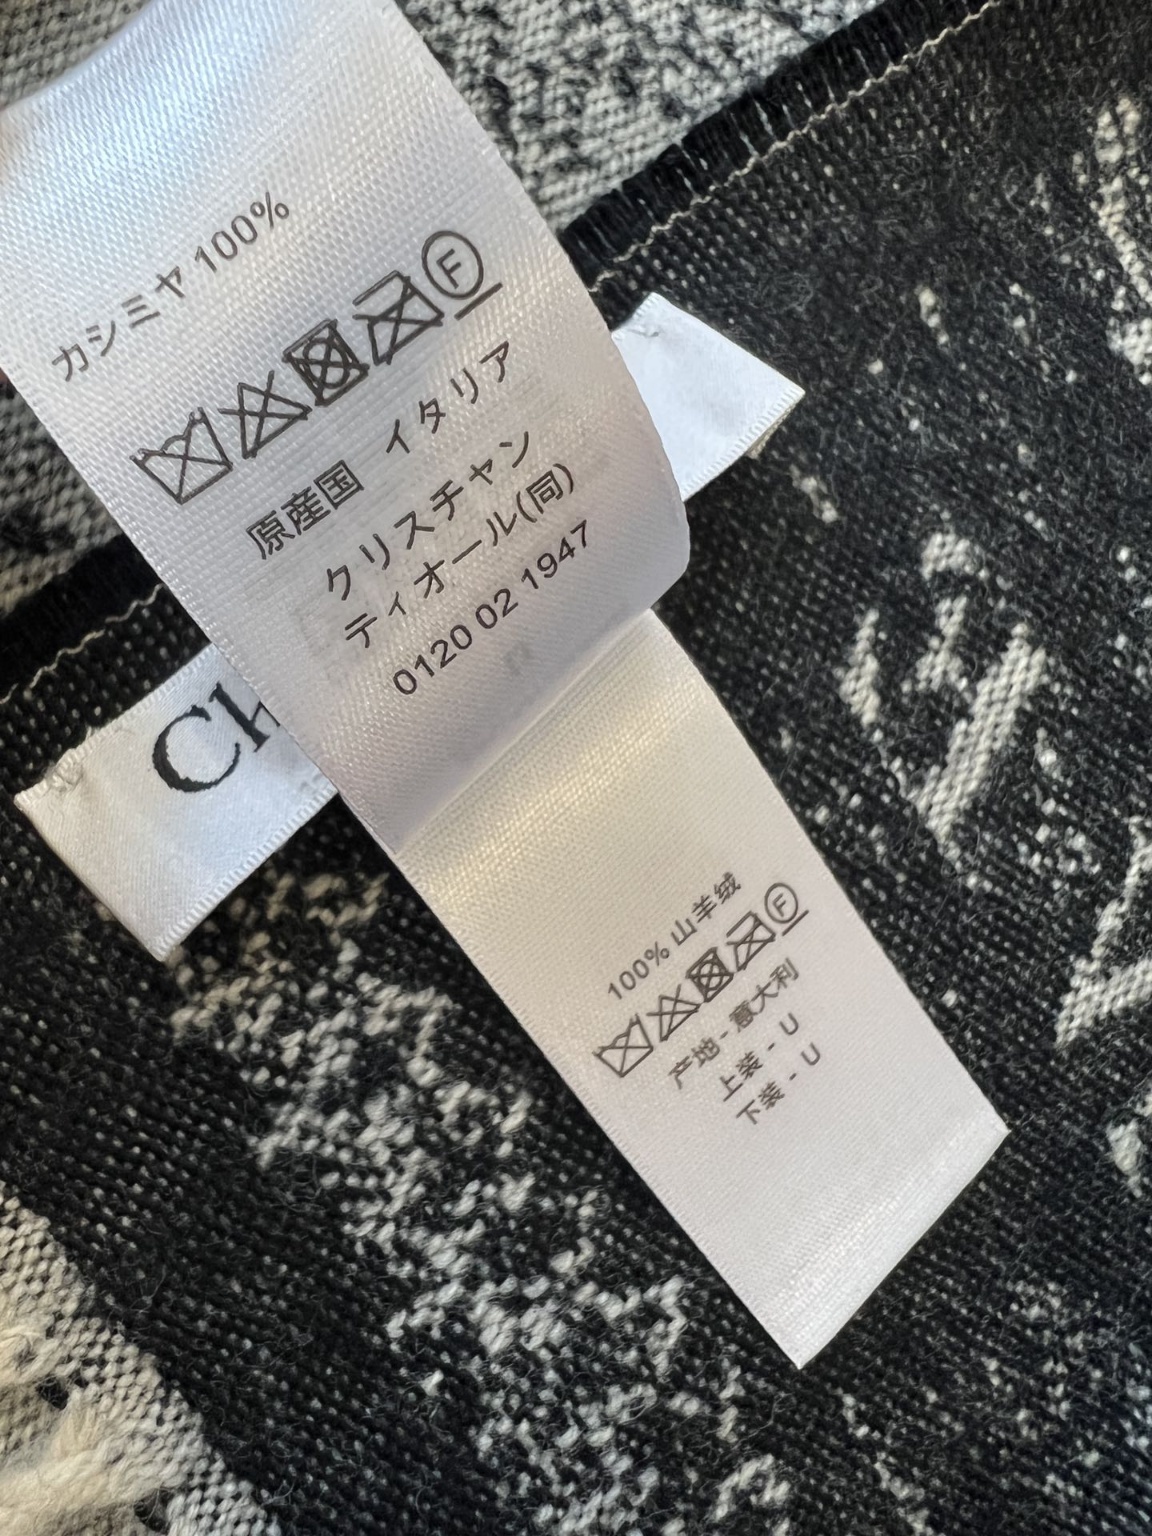 カシミヤ 100%
F
原産国 イタリア
クリスチャン
ディオール(同)
0120 02 1947
Ch
100% 山羊绒
F
产地 - 意大利
上装 - U
下装 - U